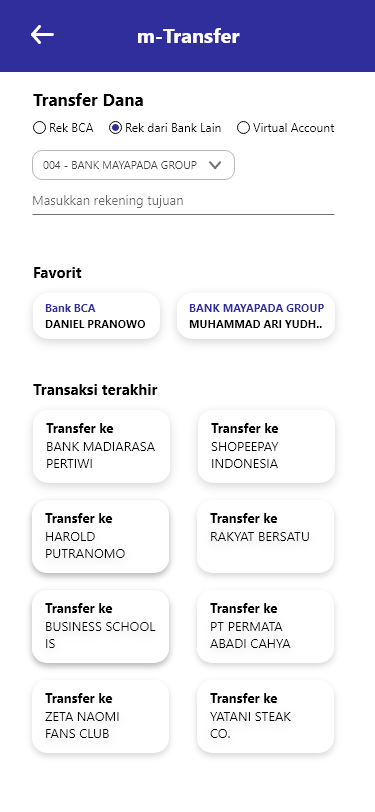 m-Transfer
Transfer Dana
Rek BCA Rek dari Bank Lain Virtual Account
004 - BANK MAYAPADA GROUP
Masukkan rekening tujuan
Favorit
Bank BCA
DANIEL PRANOWO
BANK MAYAPADA GROUP
MUHAMMAD ARI YUDH..
Transaksi terakhir
Transfer ke
BANK MADIARASA
PERTIWI
Transfer ke
SHOPEEPAY
INDONESIA
Transfer ke
HAROLD
PUTRANOMO
Transfer ke
RAKYAT BERSATU
Transfer ke
BUSINESS SCHOOL
IS
Transfer ke
PT PERMATA
ABADI CAHYA
Transfer ke
ZETA NAOMI
FANS CLUB
Transfer ke
YATANI STEAK
CO.